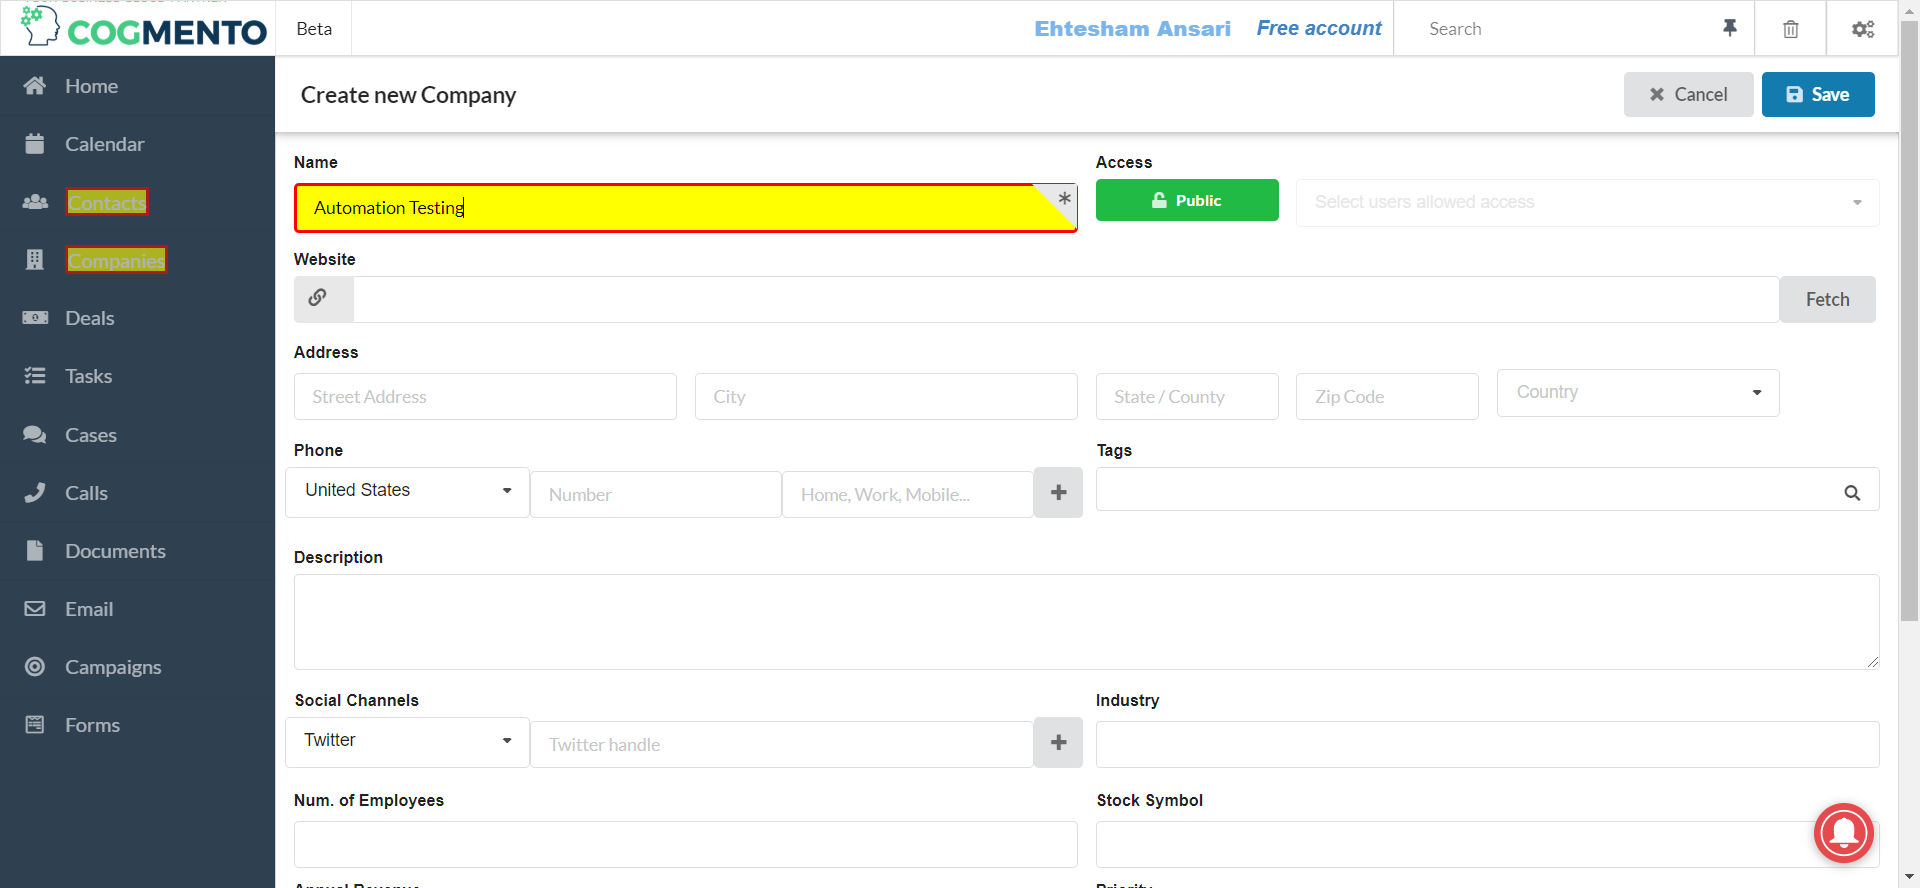 COGMENTO
Beta
Ehtesham Ansari
Free account
Search
Home
Calendar
Contacts
Companies
Deals
Tasks
Cases
Calls
Documents
Email
Campaigns
Forms
Create new Company
Cancel
Save
Name
Access
Automation Testing
*
Public
Select users allowed access
Website
Fetch
Address
Street Address
City
State / County
Zip Code
Country
Phone
Tags
United States
Number
Home, Work, Mobile...
Description
Social Channels
Industry
Twitter
Twitter handle
Num. of Employees
Stock Symbol
Annual Revenue
Priority